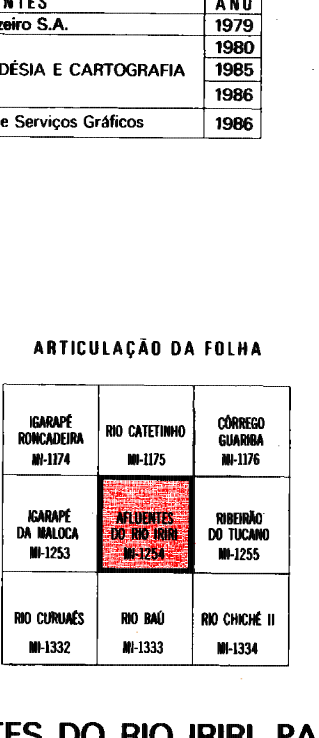 NTES ANO
zeiro S.A. 1979
1980
DÉSIA E CARTOGRAFIA 1985
1986
e Serviços Gráficos 1986
ARTICULAÇÃO DA FOLHA
IGARAPÉ
RONCADEIRA
MI-1174
RIO CATETINHO
MI-1175
CÔRREGO
GUARIBA
MI-1176
IGARAPÉ
DA MALOCA
MI-1253
AFLUENTES
DO RIO IRIRI
MI-1254
RIBEIRÃO
DO TUCANO
MI-1255
RIO CURUAÉS
MI-1332
RIO BAÚ
MI-1333
RIO CHICHÉ II
MI-1334
TES DO RIO IRIRI PA